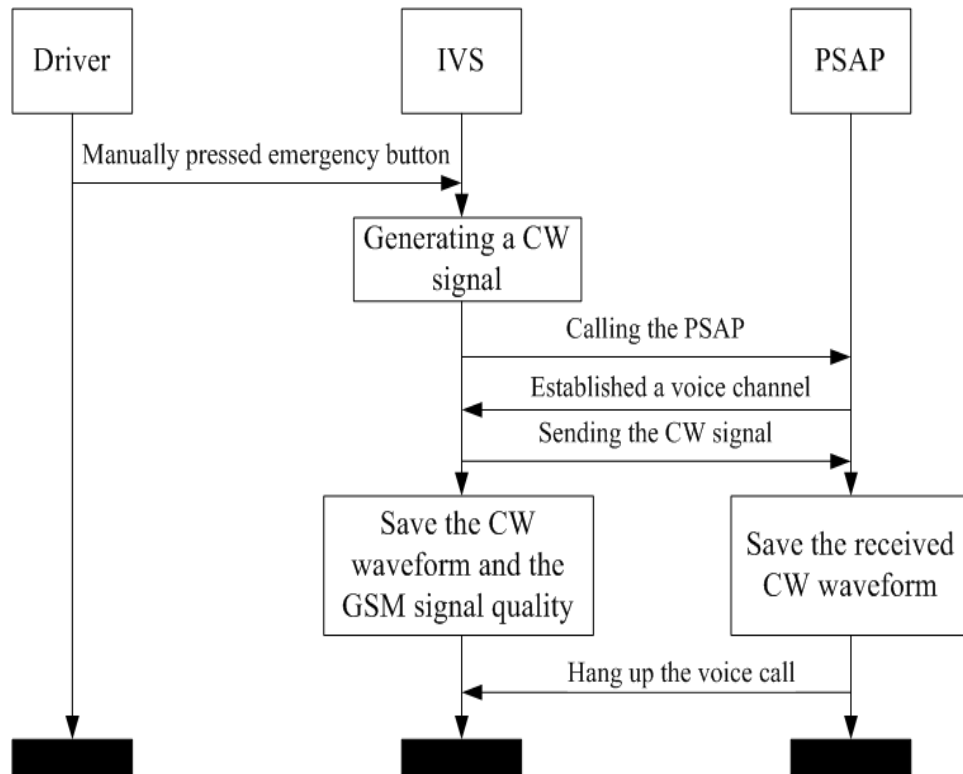 Driver
IVS
PSAP
Manually pressed emergency button
Generating a CW
signal
Calling the PSAP
Established a voice channel
Sending the CW signal
Save the CW
waveform and the
GSM signal quality
Save the received
CW waveform
Hang up the voice call